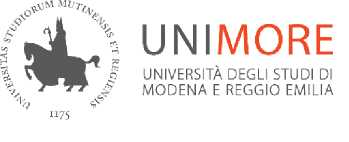 UNIVERSITAS STUDIORUM MUTINENSIS ET REGIENSIS
1175
UNIMORE
UNIVERSITÀ DEGLI STUDI DI
MODENA E REGGIO EMILIA